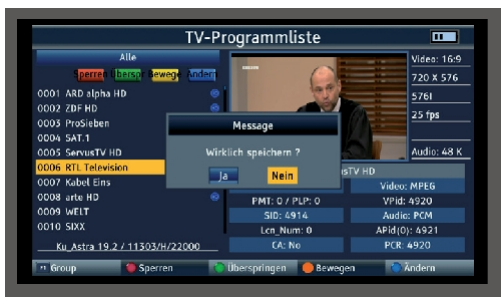 TV-Programmliste
Alle
Sperren Überspr Bewege Ändern
0001 ARD alpha HD
0002 ZDF HD
0003 ProSieben
0004 SAT.1
0005 ServusTV HD
0006 RTL Television
0007 Kabel Eins
0008 arte HD
0009 WELT
0010 SIXX
Ku_Astra 19.2 / 11303/H/22000
Video: 16:9
720 X 576
576I
25 fps
Audio: 48 K
Message
Wirklich speichern ?
Ja
Nein
sTV HD
Video: MPEG
PMT: 0 / PLP: 0
VPid: 4920
SID: 4914
Audio: PCM
Lcn_Num: 0
APid(0): 4921
CA: No
PCR: 4920
Group
Sperren
Überspringen
Bewegen
Ändern